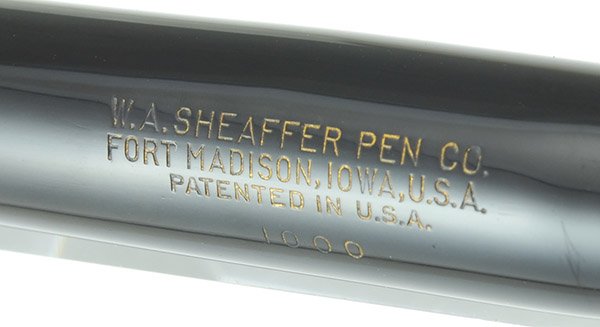 W.A. SHEAFFER PEN CO.
FORT MADISON, IOWA, U.S.A.
PATENTED IN U.S.A.
1000